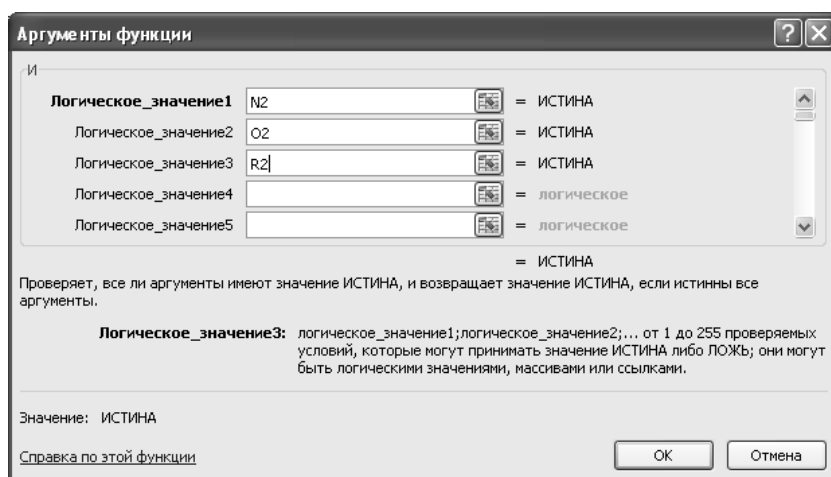 Аргументы функции
И
Логическое_значение1 N2 = ИСТИНА
Логическое_значение2 O2 = ИСТИНА
Логическое_значение3 R2 = ИСТИНА
Логическое_значение4 = логическое
Логическое_значение5 = логическое
= ИСТИНА
Проверяет, все ли аргументы имеют значение ИСТИНА, и возвращает значение ИСТИНА, если истинны все
аргументы.
Логическое_значение3: логическое_значение1;логическое_значение2;... от 1 до 255 проверяемых
условий, которые могут принимать значение ИСТИНА либо ЛОЖЬ; они могут
быть логическими значениями, массивами или ссылками.
Значение: ИСТИНА
Справка по этой функции ОК Отмена